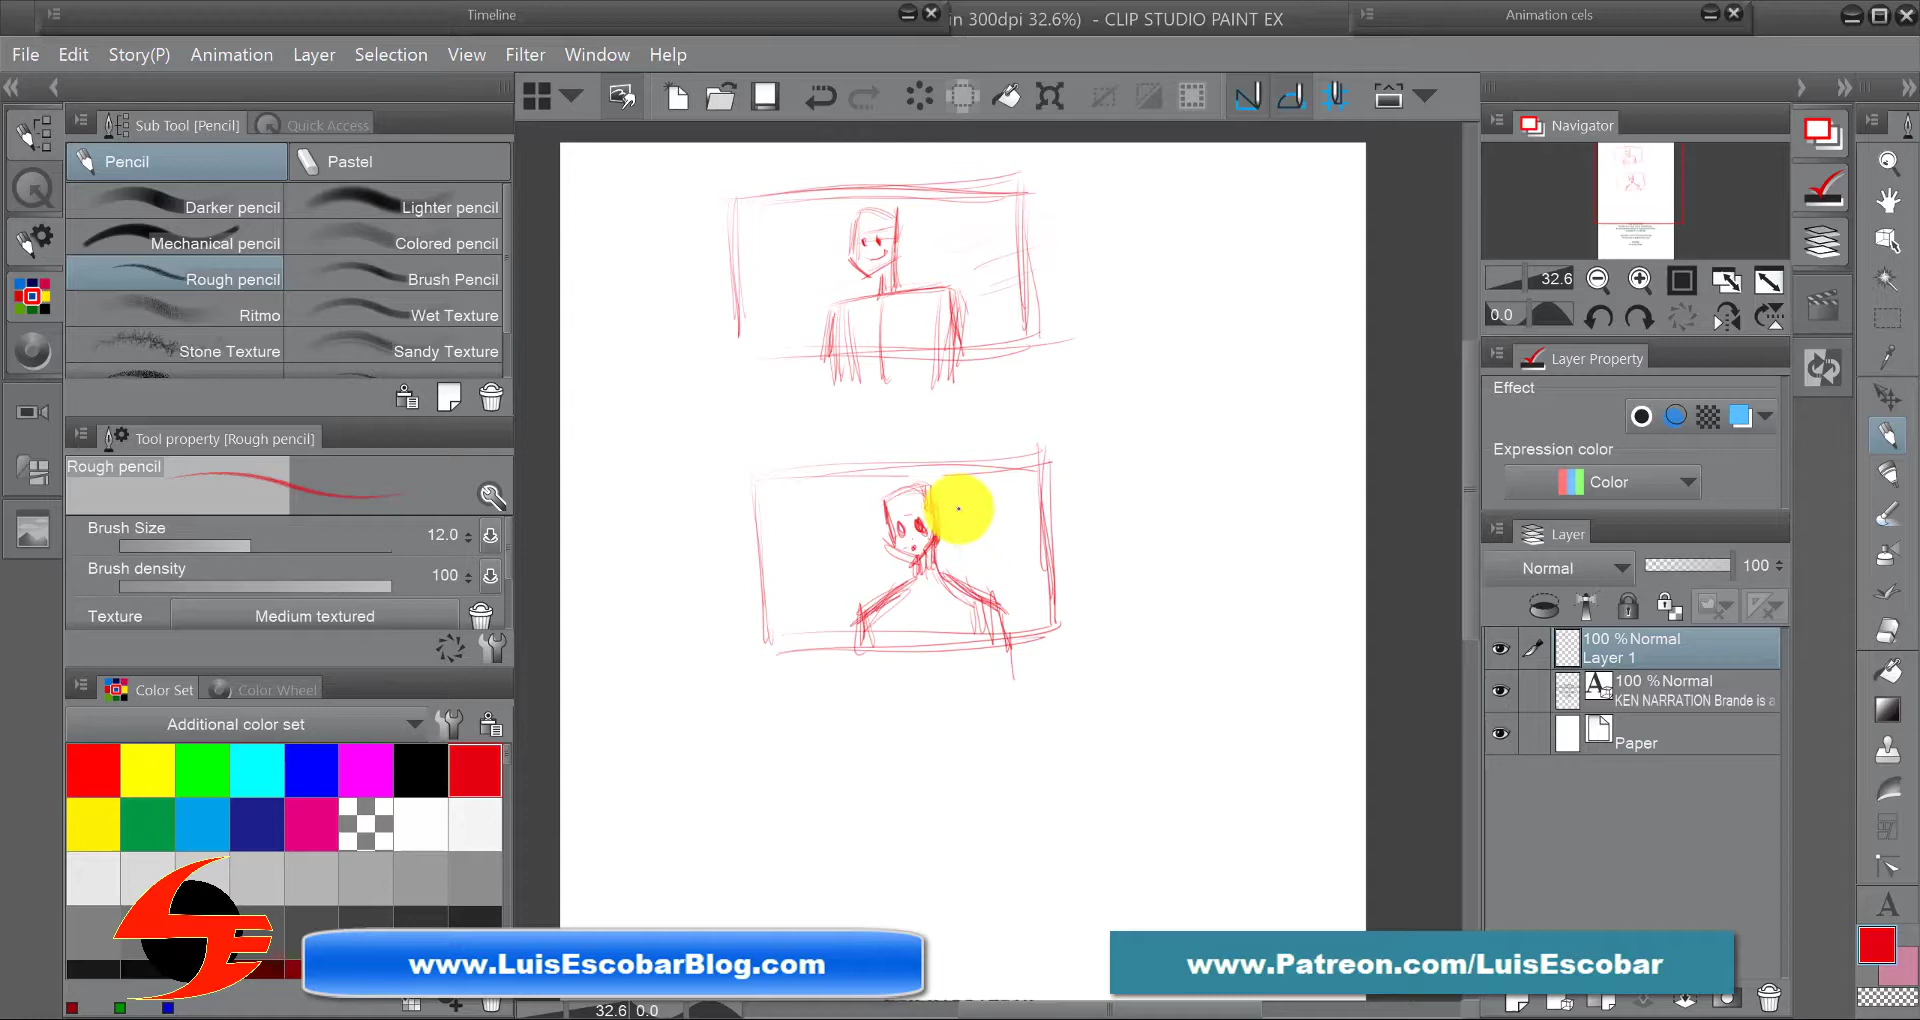 Timeline
in 300dpi 32.6%) - CLIP STUDIO PAINT EX
Animation cels
File Edit Story(P) Animation Layer Selection View Filter Window Help
Sub Tool [Pencil]
Quick Access
Pencil
Pastel
Darker pencil
Lighter pencil
Mechanical pencil
Colored pencil
Rough pencil
Brush Pencil
Ritmo
Wet Texture
Stone Texture
Sandy Texture
Tool property [Rough pencil]
Rough pencil
Brush Size
12.0
Brush density
100
Texture
Medium textured
Color Set
Color Wheel
Additional color set
Navigator
32.6
0.0
Layer Property
Effect
Expression color
Color
Layer
Normal
100
100 %Normal
Layer 1
100 %Normal
KEN NARRATION Brande is a
Paper
www.LuisEscobarBlog.com
www.Patreon.com/LuisEscobar
32.6 0.0